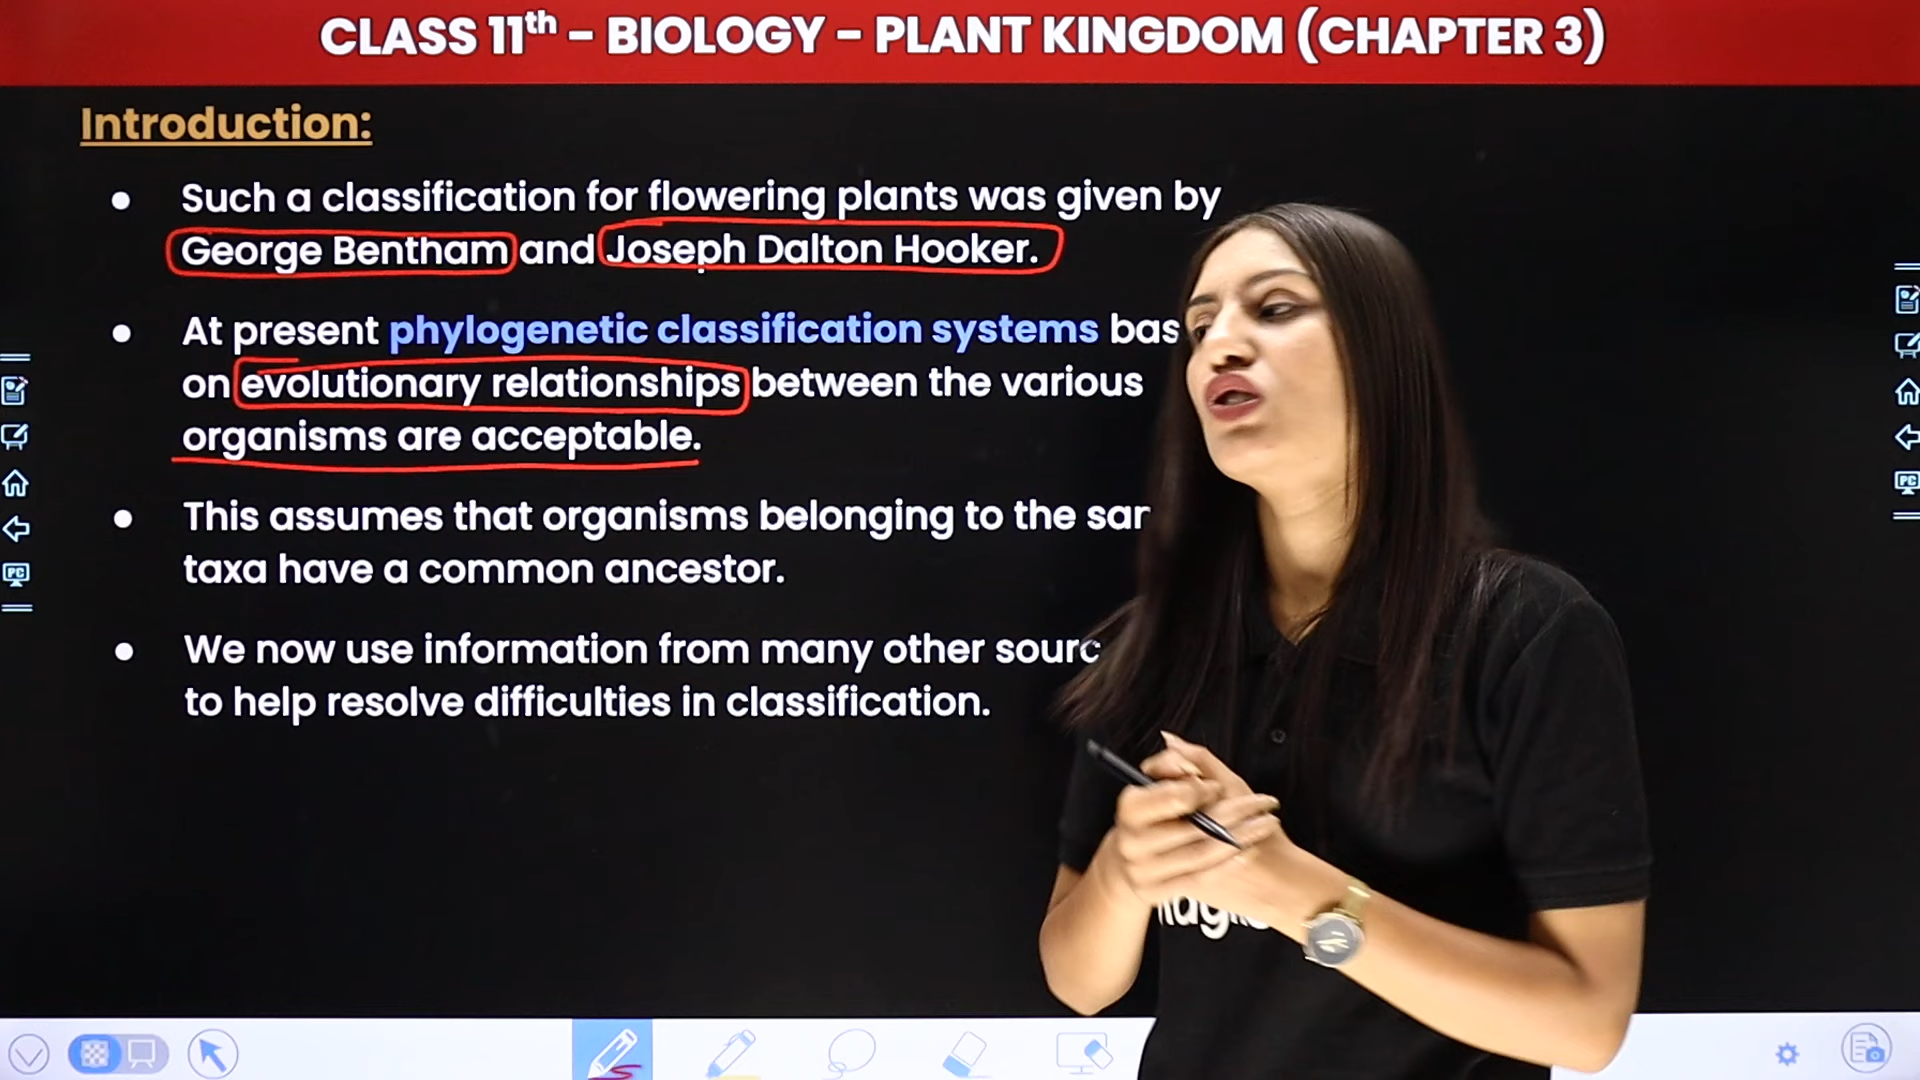 CLASS 11th – BIOLOGY – PLANT KINGDOM (CHAPTER 3)
Introduction:
• Such a classification for flowering plants was given by
George Bentham and Joseph Dalton Hooker.
• At present phylogenetic classification systems
on evolutionary relationships between the various
organisms are acceptable.
• This assumes that organisms belonging to the
taxa have a common ancestor.
• We now use information from many other
to help resolve difficulties in classification.
PC
PC